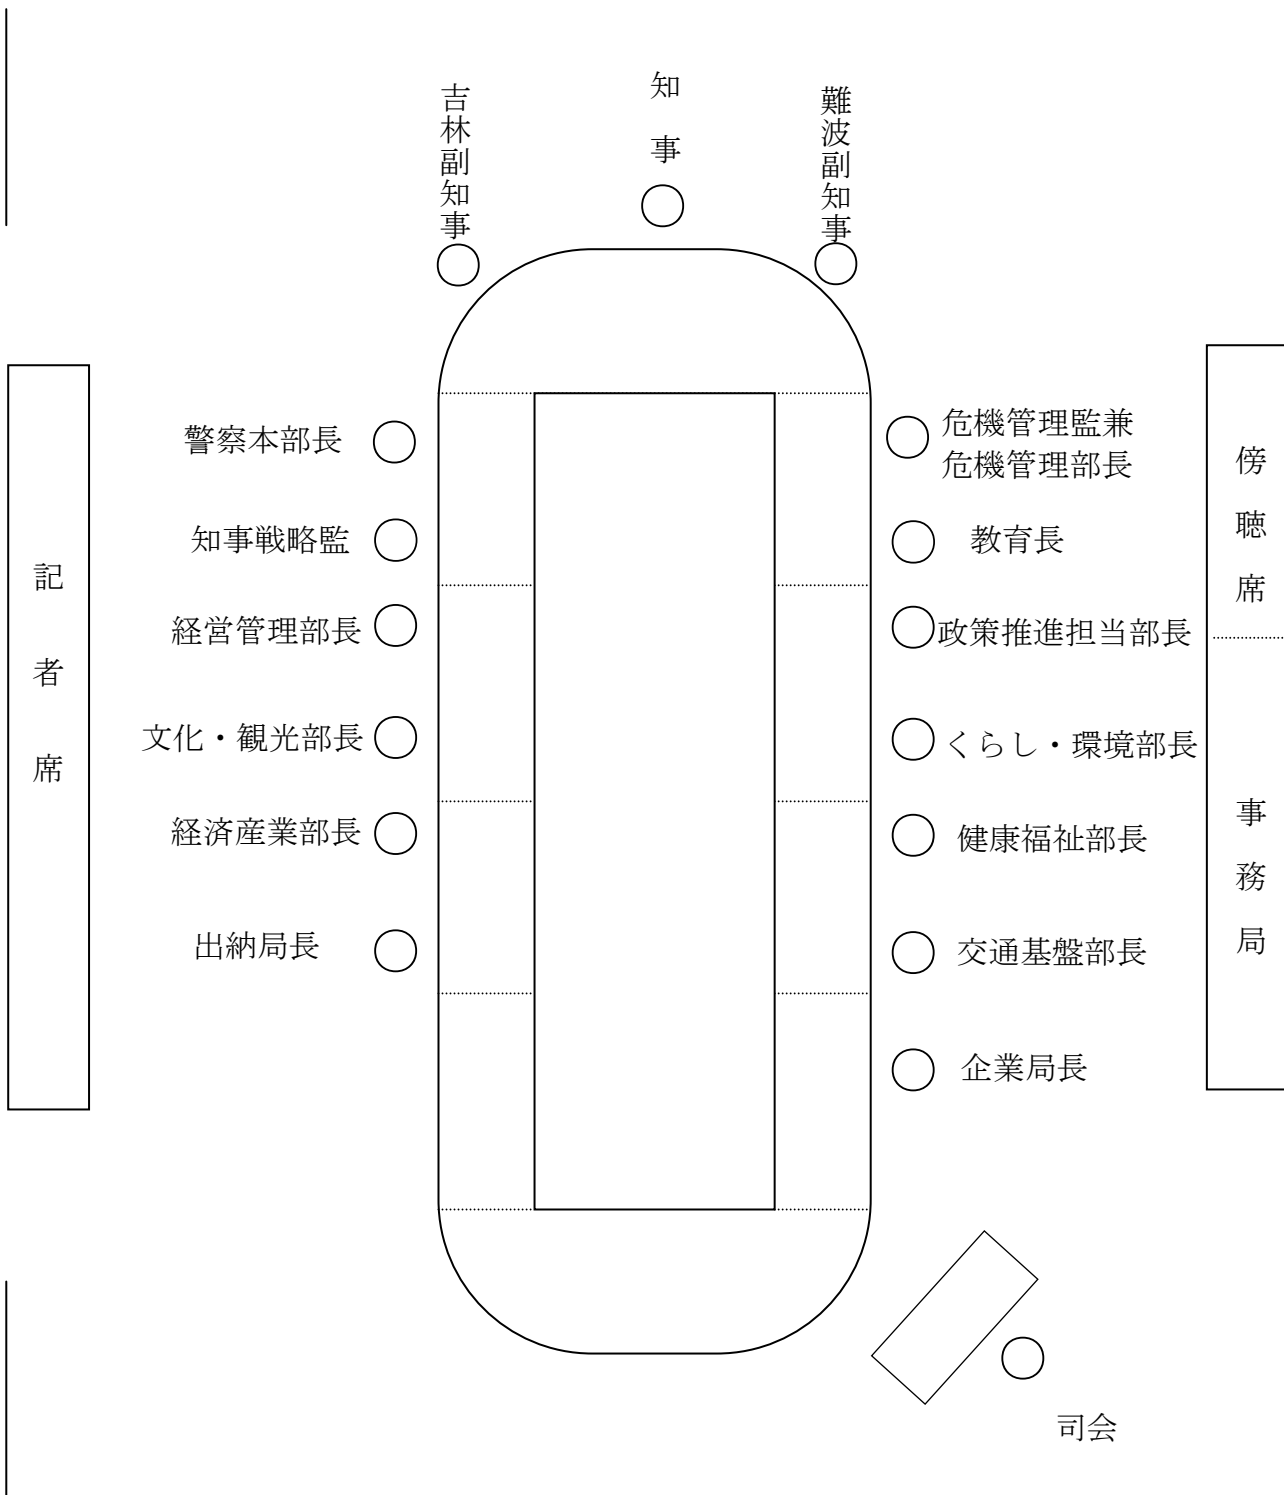 知事
吉林副知事
難波副知事
警察本部長
知事戦略監
経営管理部長
文化・観光部長
経済産業部長
出納局長
危機管理監兼
危機管理部長
教育長
政策推進担当部長
くらし・環境部長
健康福祉部長
交通基盤部長
企業局長
記者席
傍聴席
事務局
司会